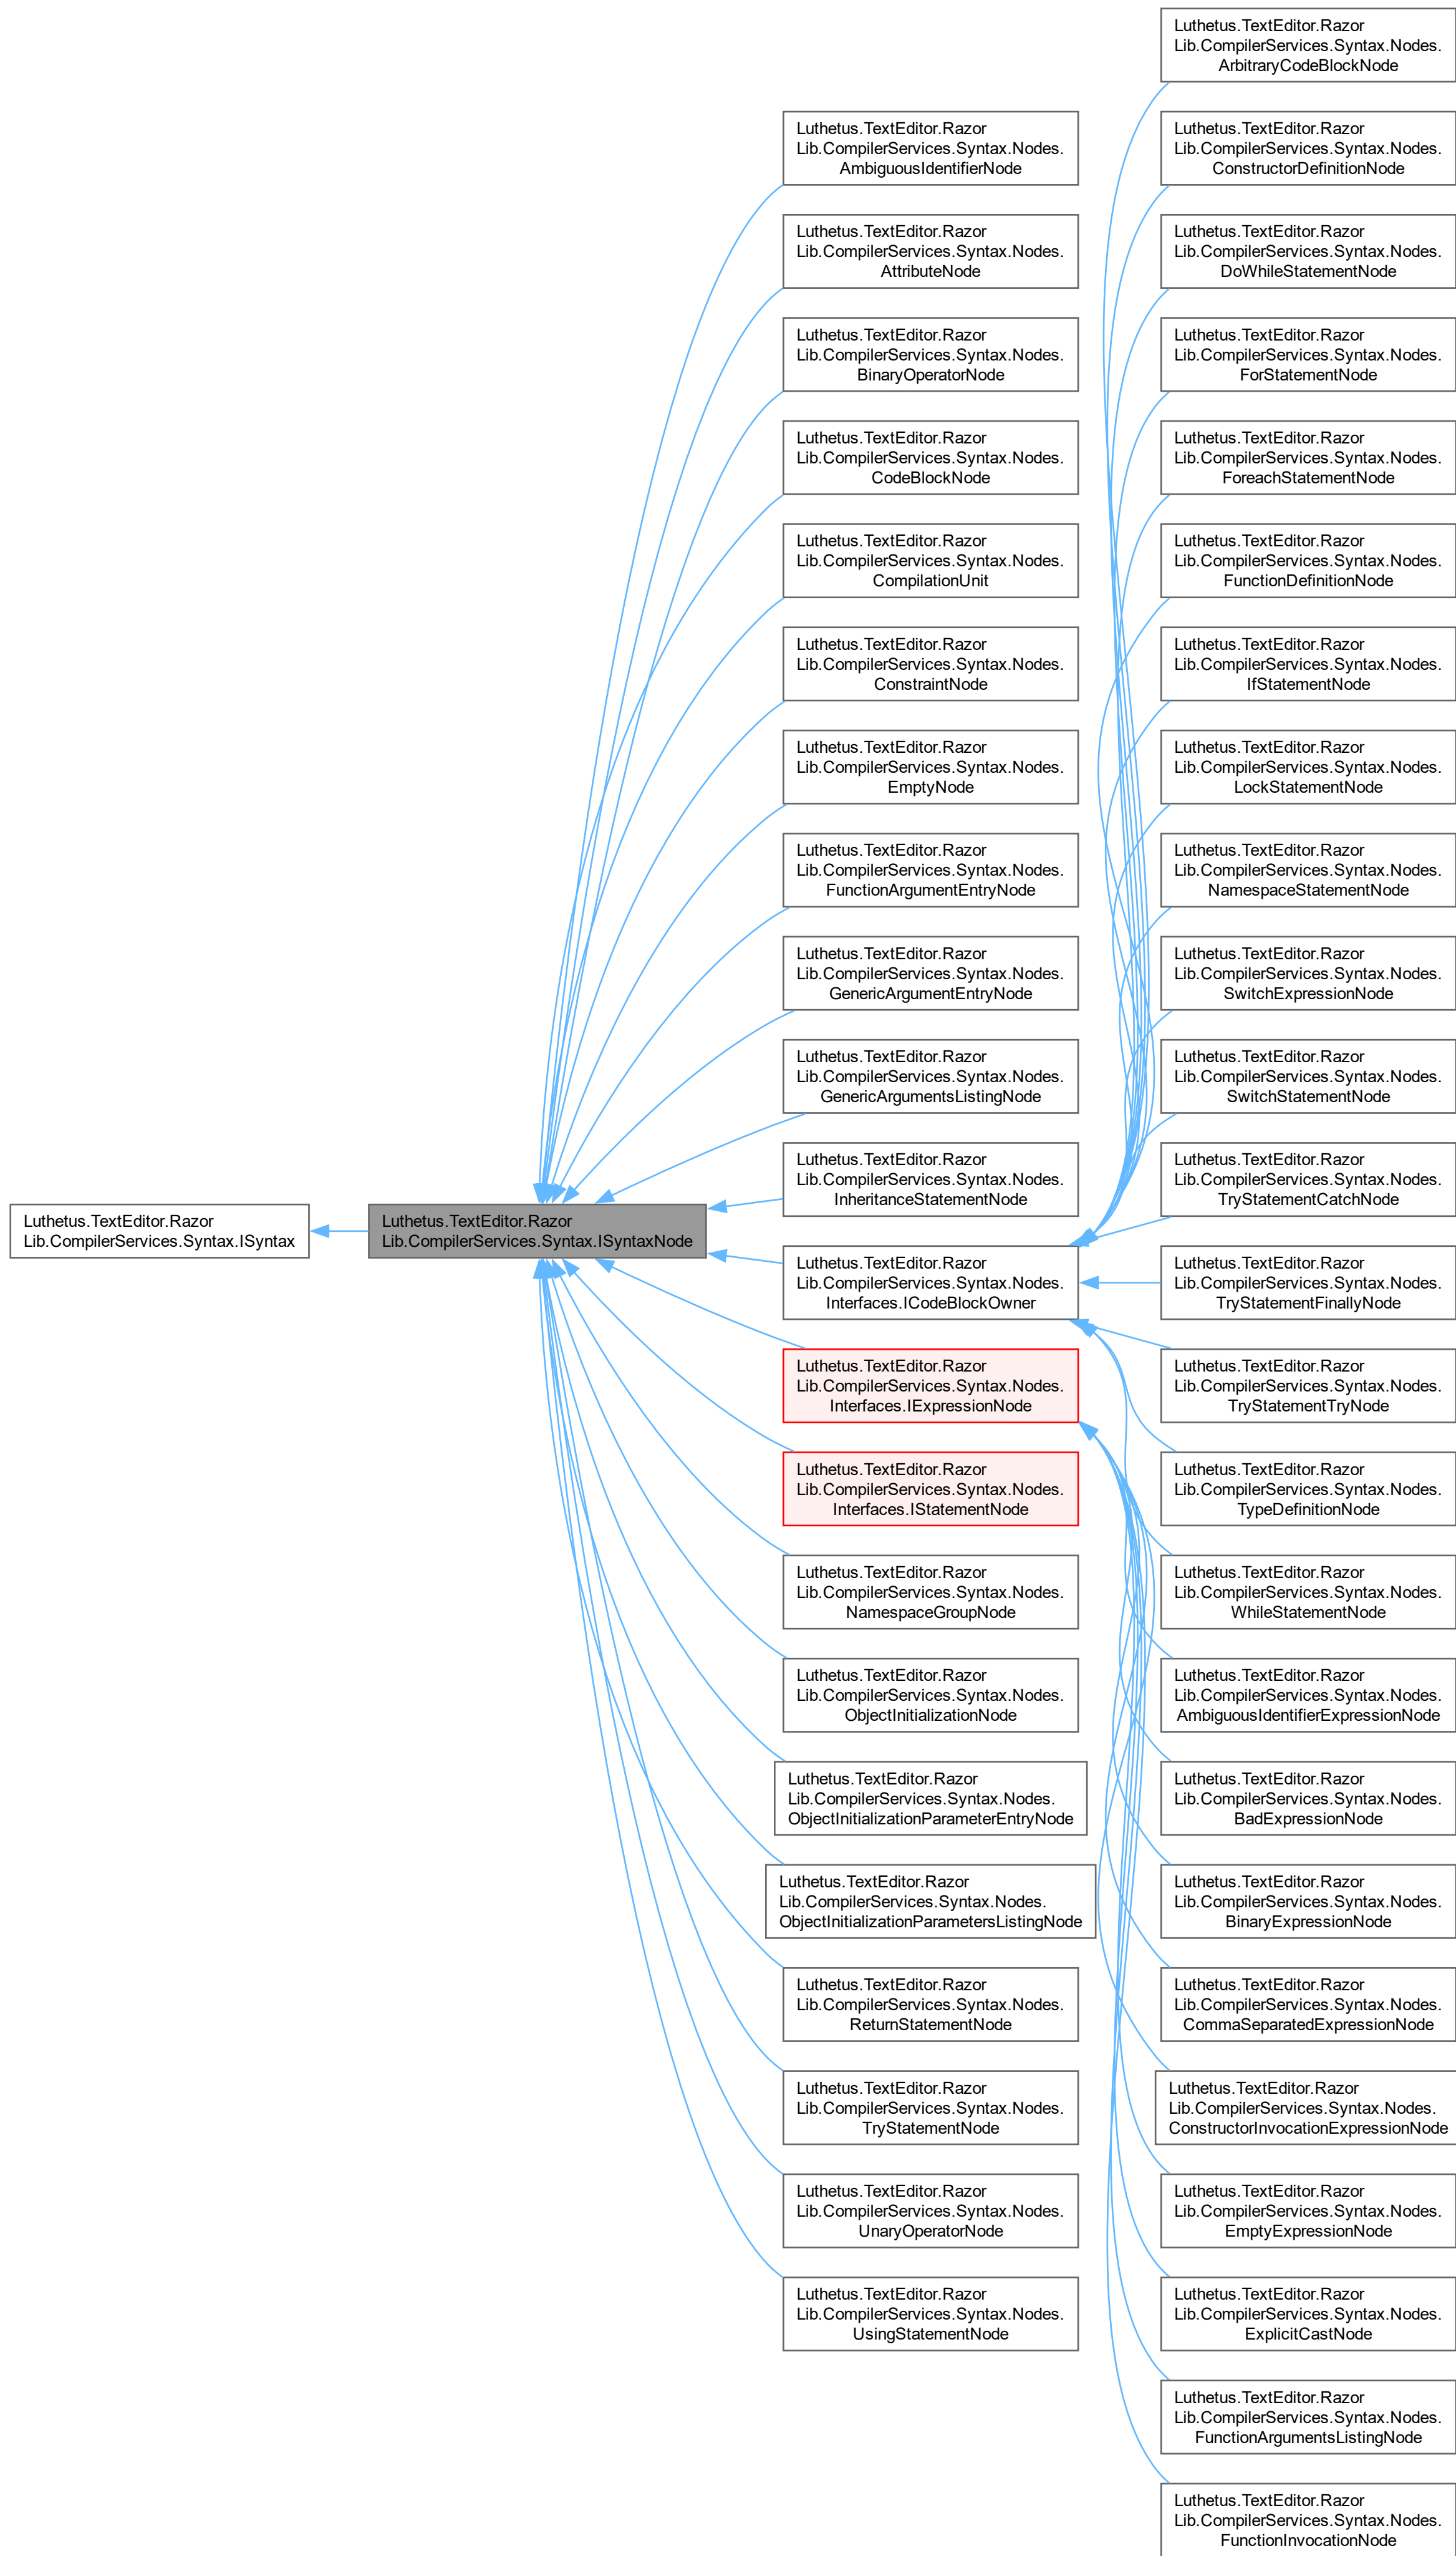 Luthetus.TextEditor.Razor
Lib.CompilerServices.Syntax.ISyntax
Luthetus.TextEditor.Razor
Lib.CompilerServices.Syntax.ISyntaxNode
Luthetus.TextEditor.Razor
Lib.CompilerServices.Syntax.Nodes.
AmbiguousIdentifierNode
Luthetus.TextEditor.Razor
Lib.CompilerServices.Syntax.Nodes.
AttributeNode
Luthetus.TextEditor.Razor
Lib.CompilerServices.Syntax.Nodes.
BinaryOperatorNode
Luthetus.TextEditor.Razor
Lib.CompilerServices.Syntax.Nodes.
CodeBlockNode
Luthetus.TextEditor.Razor
Lib.CompilerServices.Syntax.Nodes.
CompilationUnit
Luthetus.TextEditor.Razor
Lib.CompilerServices.Syntax.Nodes.
ConstraintNode
Luthetus.TextEditor.Razor
Lib.CompilerServices.Syntax.Nodes.
EmptyNode
Luthetus.TextEditor.Razor
Lib.CompilerServices.Syntax.Nodes.
FunctionArgumentEntryNode
Luthetus.TextEditor.Razor
Lib.CompilerServices.Syntax.Nodes.
GenericArgumentEntryNode
Luthetus.TextEditor.Razor
Lib.CompilerServices.Syntax.Nodes.
GenericArgumentsListingNode
Luthetus.TextEditor.Razor
Lib.CompilerServices.Syntax.Nodes.
InheritanceStatementNode
Luthetus.TextEditor.Razor
Lib.CompilerServices.Syntax.Nodes.
Interfaces.ICodeBlockOwner
Luthetus.TextEditor.Razor
Lib.CompilerServices.Syntax.Nodes.
Interfaces.IExpressionNode
Luthetus.TextEditor.Razor
Lib.CompilerServices.Syntax.Nodes.
Interfaces.IStatementNode
Luthetus.TextEditor.Razor
Lib.CompilerServices.Syntax.Nodes.
NamespaceGroupNode
Luthetus.TextEditor.Razor
Lib.CompilerServices.Syntax.Nodes.
ObjectInitializationNode
Luthetus.TextEditor.Razor
Lib.CompilerServices.Syntax.Nodes.
ObjectInitializationParameterEntryNode
Luthetus.TextEditor.Razor
Lib.CompilerServices.Syntax.Nodes.
ObjectInitializationParametersListingNode
Luthetus.TextEditor.Razor
Lib.CompilerServices.Syntax.Nodes.
ReturnStatementNode
Luthetus.TextEditor.Razor
Lib.CompilerServices.Syntax.Nodes.
TryStatementNode
Luthetus.TextEditor.Razor
Lib.CompilerServices.Syntax.Nodes.
UnaryOperatorNode
Luthetus.TextEditor.Razor
Lib.CompilerServices.Syntax.Nodes.
UsingStatementNode
Luthetus.TextEditor.Razor
Lib.CompilerServices.Syntax.Nodes.
ArbitraryCodeBlockNode
Luthetus.TextEditor.Razor
Lib.CompilerServices.Syntax.Nodes.
ConstructorDefinitionNode
Luthetus.TextEditor.Razor
Lib.CompilerServices.Syntax.Nodes.
DoWhileStatementNode
Luthetus.TextEditor.Razor
Lib.CompilerServices.Syntax.Nodes.
ForStatementNode
Luthetus.TextEditor.Razor
Lib.CompilerServices.Syntax.Nodes.
ForeachStatementNode
Luthetus.TextEditor.Razor
Lib.CompilerServices.Syntax.Nodes.
FunctionDefinitionNode
Luthetus.TextEditor.Razor
Lib.CompilerServices.Syntax.Nodes.
IfStatementNode
Luthetus.TextEditor.Razor
Lib.CompilerServices.Syntax.Nodes.
LockStatementNode
Luthetus.TextEditor.Razor
Lib.CompilerServices.Syntax.Nodes.
NamespaceStatementNode
Luthetus.TextEditor.Razor
Lib.CompilerServices.Syntax.Nodes.
SwitchExpressionNode
Luthetus.TextEditor.Razor
Lib.CompilerServices.Syntax.Nodes.
SwitchStatementNode
Luthetus.TextEditor.Razor
Lib.CompilerServices.Syntax.Nodes.
TryStatementCatchNode
Luthetus.TextEditor.Razor
Lib.CompilerServices.Syntax.Nodes.
TryStatementFinallyNode
Luthetus.TextEditor.Razor
Lib.CompilerServices.Syntax.Nodes.
TryStatementTryNode
Luthetus.TextEditor.Razor
Lib.CompilerServices.Syntax.Nodes.
TypeDefinitionNode
Luthetus.TextEditor.Razor
Lib.CompilerServices.Syntax.Nodes.
WhileStatementNode
Luthetus.TextEditor.Razor
Lib.CompilerServices.Syntax.Nodes.
AmbiguousIdentifierExpressionNode
Luthetus.TextEditor.Razor
Lib.CompilerServices.Syntax.Nodes.
BadExpressionNode
Luthetus.TextEditor.Razor
Lib.CompilerServices.Syntax.Nodes.
BinaryExpressionNode
Luthetus.TextEditor.Razor
Lib.CompilerServices.Syntax.Nodes.
CommaSeparatedExpressionNode
Luthetus.TextEditor.Razor
Lib.CompilerServices.Syntax.Nodes.
ConstructorInvocationExpressionNode
Luthetus.TextEditor.Razor
Lib.CompilerServices.Syntax.Nodes.
EmptyExpressionNode
Luthetus.TextEditor.Razor
Lib.CompilerServices.Syntax.Nodes.
ExplicitCastNode
Luthetus.TextEditor.Razor
Lib.CompilerServices.Syntax.Nodes.
FunctionArgumentsListingNode
Luthetus.TextEditor.Razor
Lib.CompilerServices.Syntax.Nodes.
FunctionInvocationNode